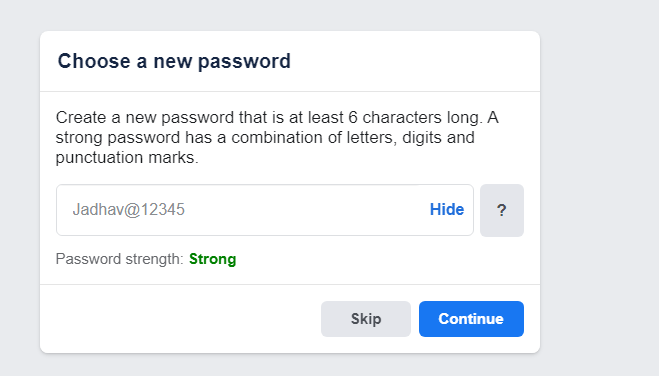 Choose a new password
Create a new password that is at least 6 characters long. A
strong password has a combination of letters, digits and
punctuation marks.
Jadhav@12345 Hide ?
Password strength: Strong
Skip Continue